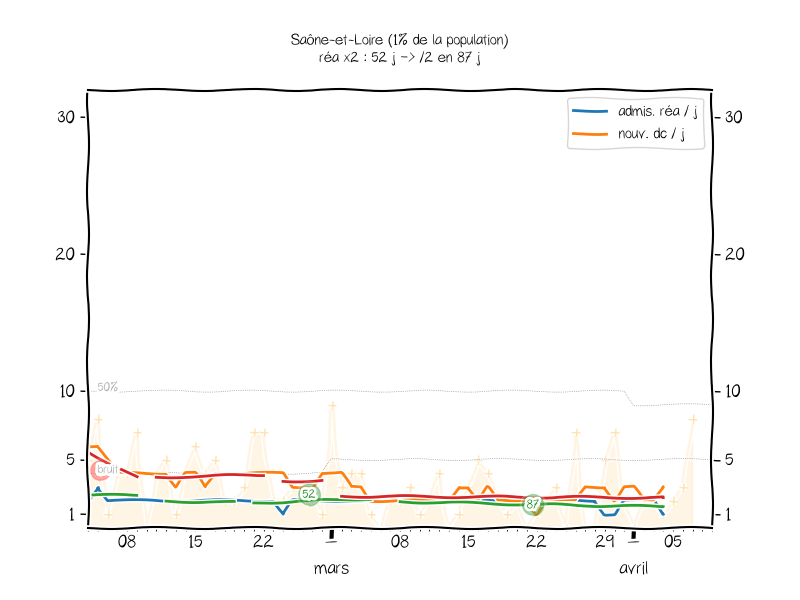 Saône-et-Loire (1% de la population)
réa x2 : 52 j -> /2 en 87 j
admis. réa / j
nouv. dc / j
30
30
20
20
50%
10
10
bruit
5
5
52
87
1
1
08 15 22 08 15 22 29 05
mars avril